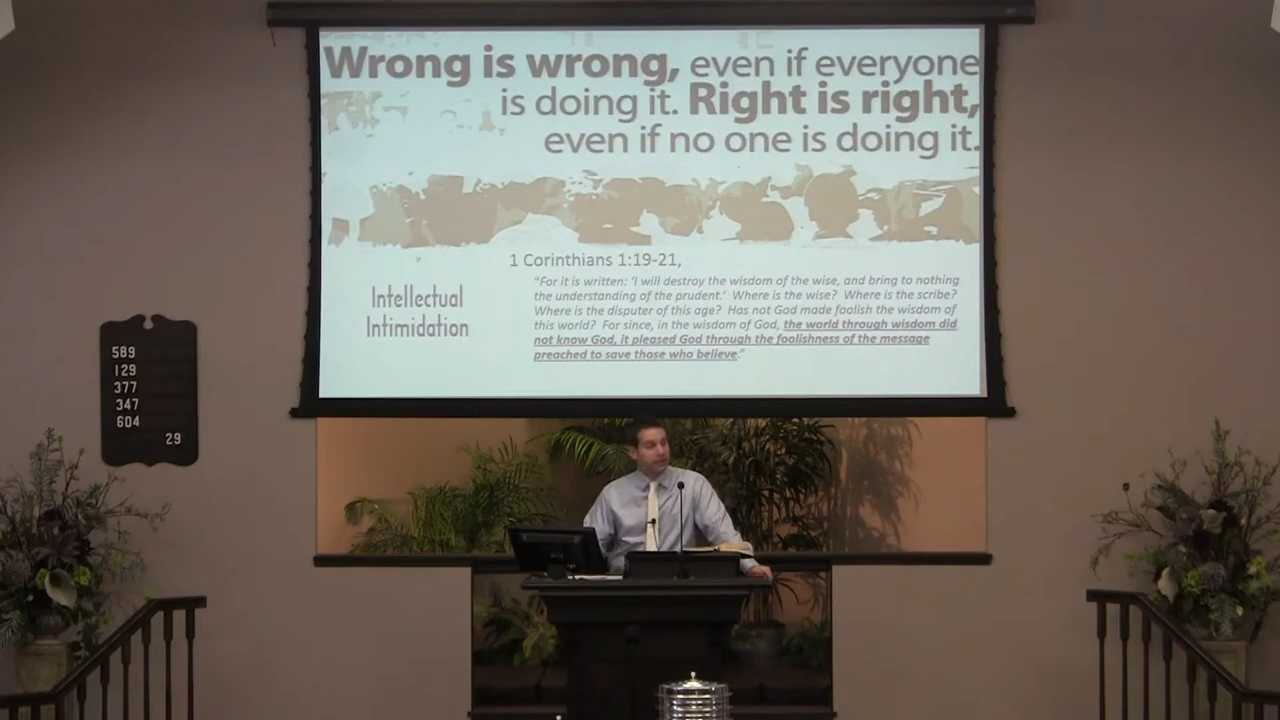 Wrong is wrong, even if everyone
is doing it. Right is right,
even if no one is doing it.
1 Corinthians 1:19-21,
Intellectual
Intimidation
"For it is written: 'I will destroy the wisdom of the wise, and bring to nothing
the understanding of the prudent.' Where is the wise? Where is the scribe?
Where is the disputer of this age? Has not God made foolish the wisdom of
this world? For since, in the wisdom of God, the world through wisdom did
not know God, it pleased God through the foolishness of the message
preached to save those who believe."
589
129
377
347
604
29